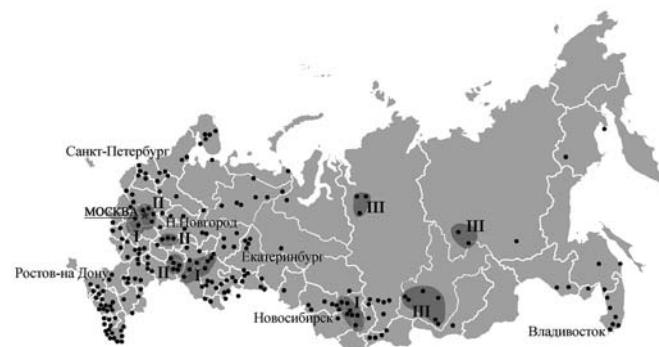 Санкт-Петербург
МОСКВА
II
Н.Новгород
I
II
III
III
Екатеринбург
Ростов-на Дону
II
I
Новосибирск
I
III
Владивосток